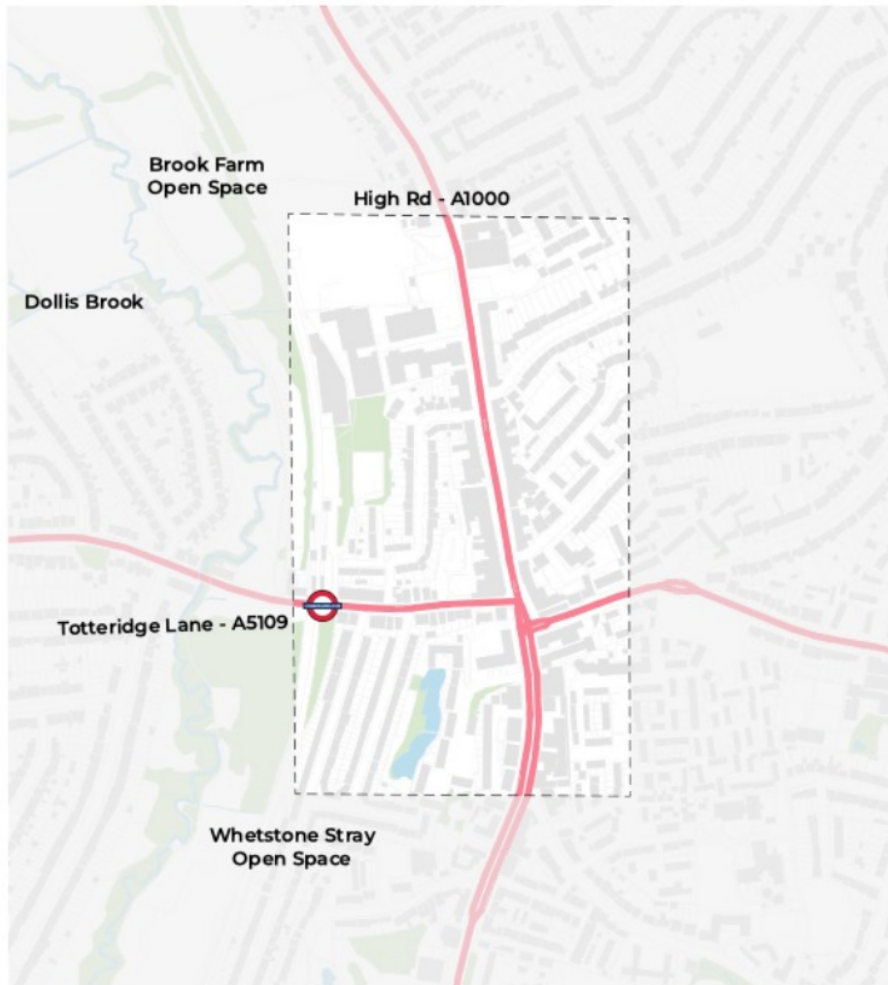 Brook Farm
Open Space
High Rd - A1000
Dollis Brook
Totteridge Lane - A5109
Whetstone Stray
Open Space